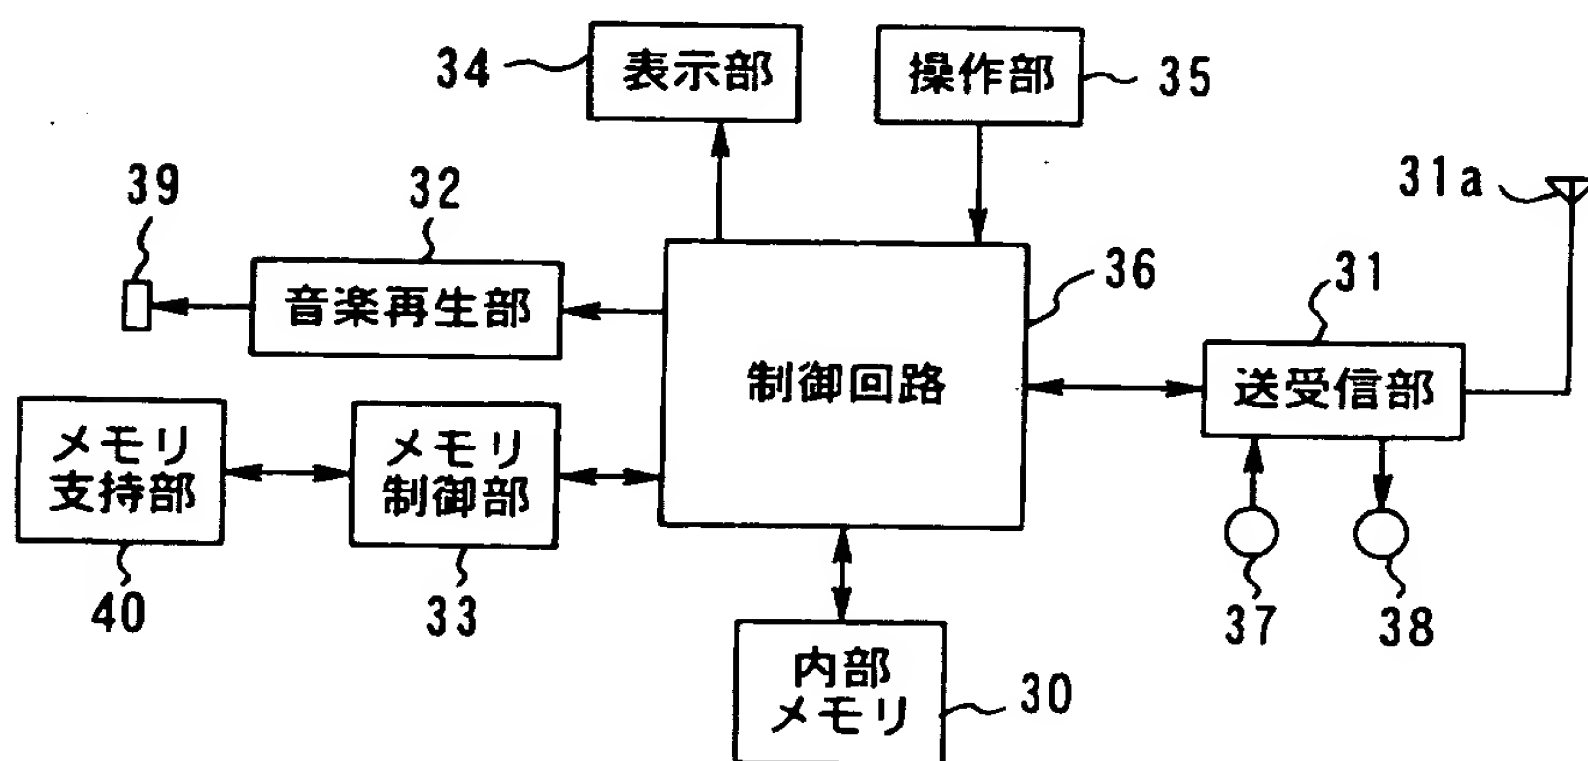 34
表示部
操作部
35
39
32
31a
音楽再生部
36
31
制御回路
送受信部
メモリ
支持部
メモリ
制御部
40
33
37
38
内部
メモリ
30